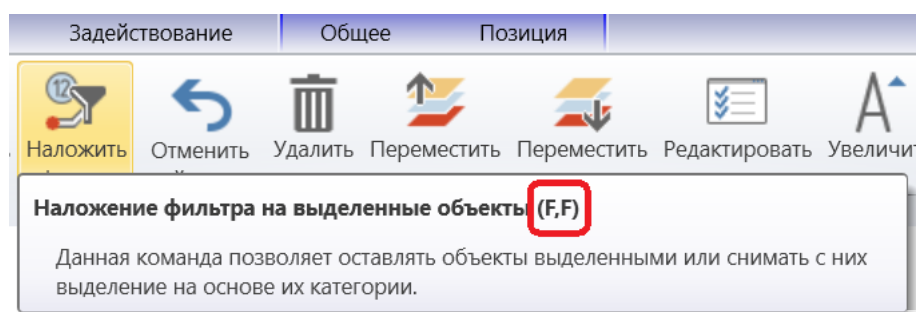 Задействование Общее Позиция
Наложить Отменить Удалить Переместить Переместить Редактировать
Наложение фильтра на выделенные объекты (F,F)
Данная команда позволяет оставлять объекты выделенными или снимать с них
выделение на основе их категории.